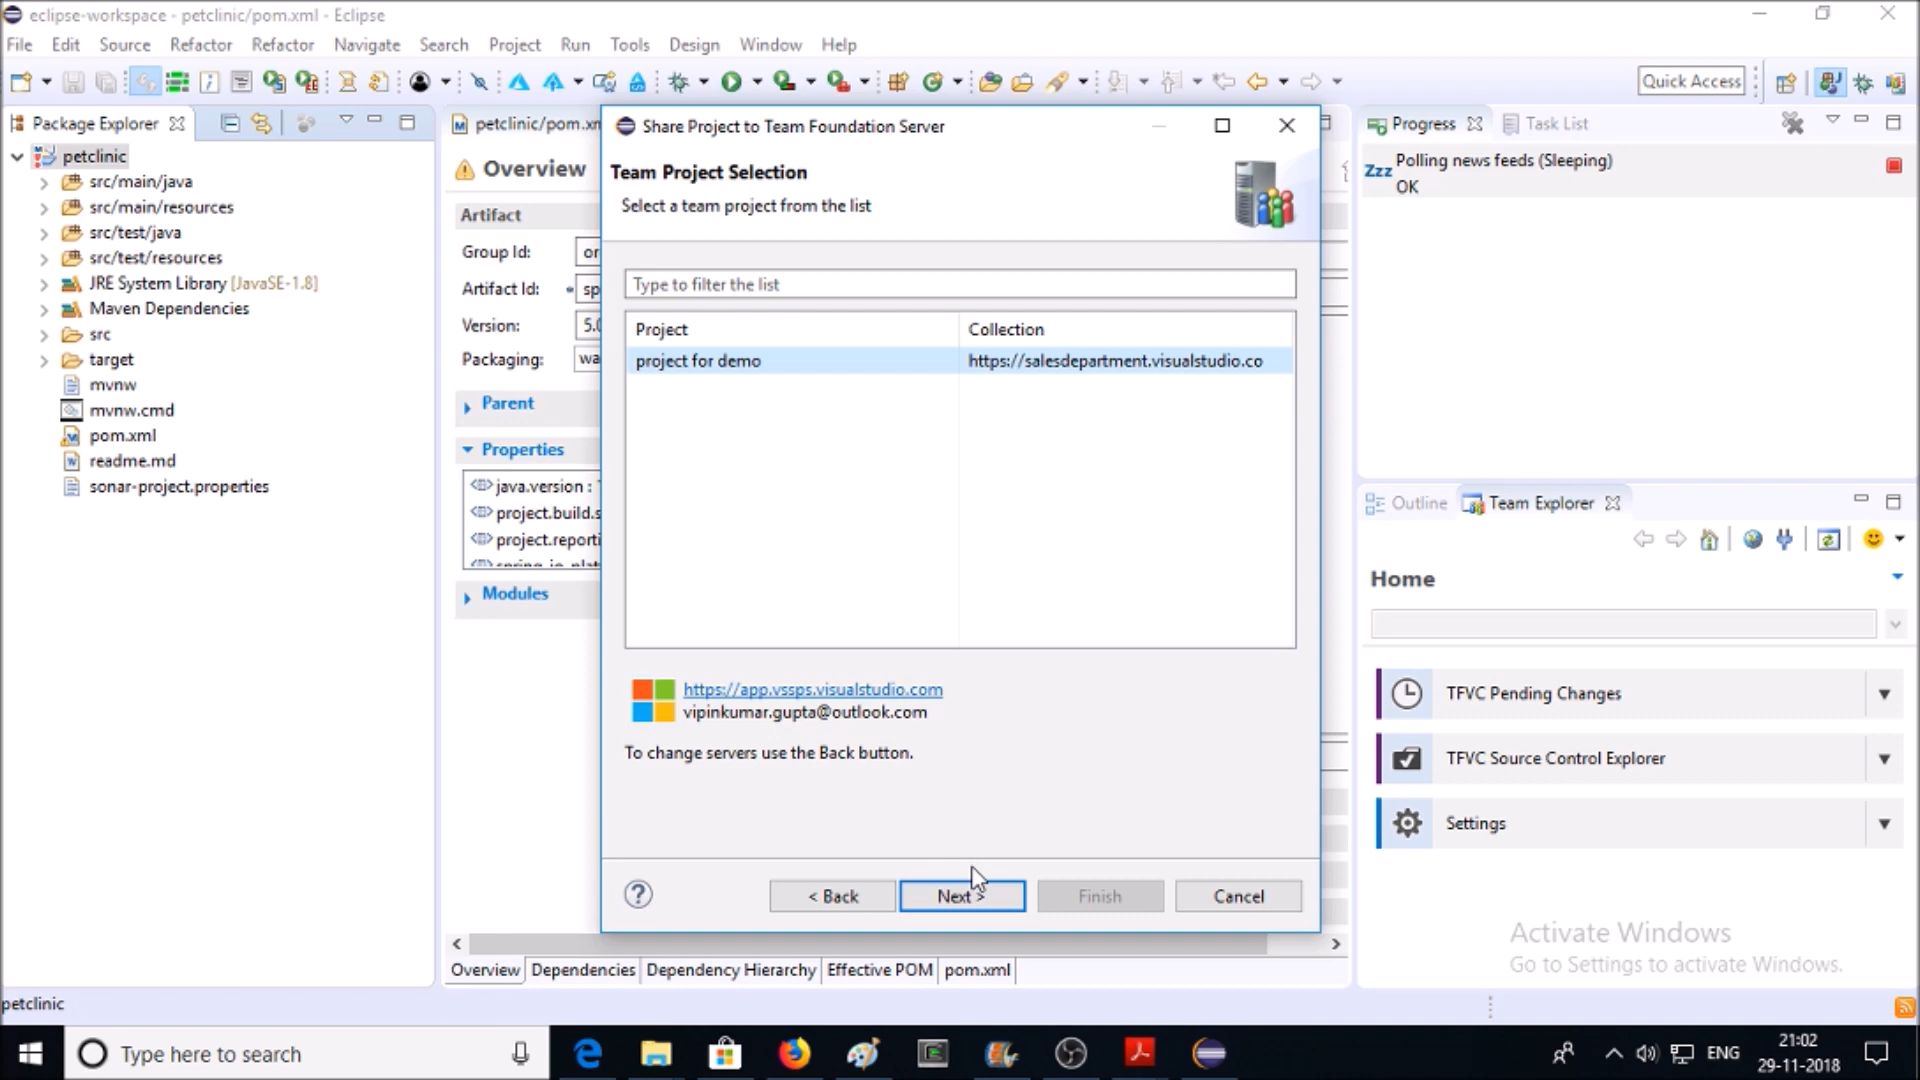 eclipse-workspace - petclinic/pom.xml - Eclipse
File Edit Source Refactor Refactor Navigate Search Project Run Tools Design Window Help
Quick Access
Package Explorer
petclinic
src/main/java
src/main/resources
src/test/java
src/test/resources
JRE System Library [JavaSE-1.8]
Maven Dependencies
src
target
mvnw
mvnw.cmd
pom.xml
readme.md
sonar-project.properties
petclinic/pom.xm
Overview
Artifact
Group Id: or
Artifact Id: sp
Version: 5.0
Packaging: wa
Parent
Properties
java.version :
project.build.s
project.reporti
Modules
Overview Dependencies Dependency Hierarchy Effective POM pom.xml
Share Project to Team Foundation Server
Team Project Selection
Select a team project from the list
Type to filter the list
Project Collection
project for demo https://salesdepartment.visualstudio.co
https://app.vssps.visualstudio.com
vipinkumar.gupta@outlook.com
To change servers use the Back button.
? < Back Next > Finish Cancel
Progress Task List
Zzz Polling news feeds (Sleeping)
OK
Outline Team Explorer
Home
TFVC Pending Changes
TFVC Source Control Explorer
Settings
Activate Windows
Go to Settings to activate Windows.
petclinic
Type here to search
ENG
21:02
29-11-2018